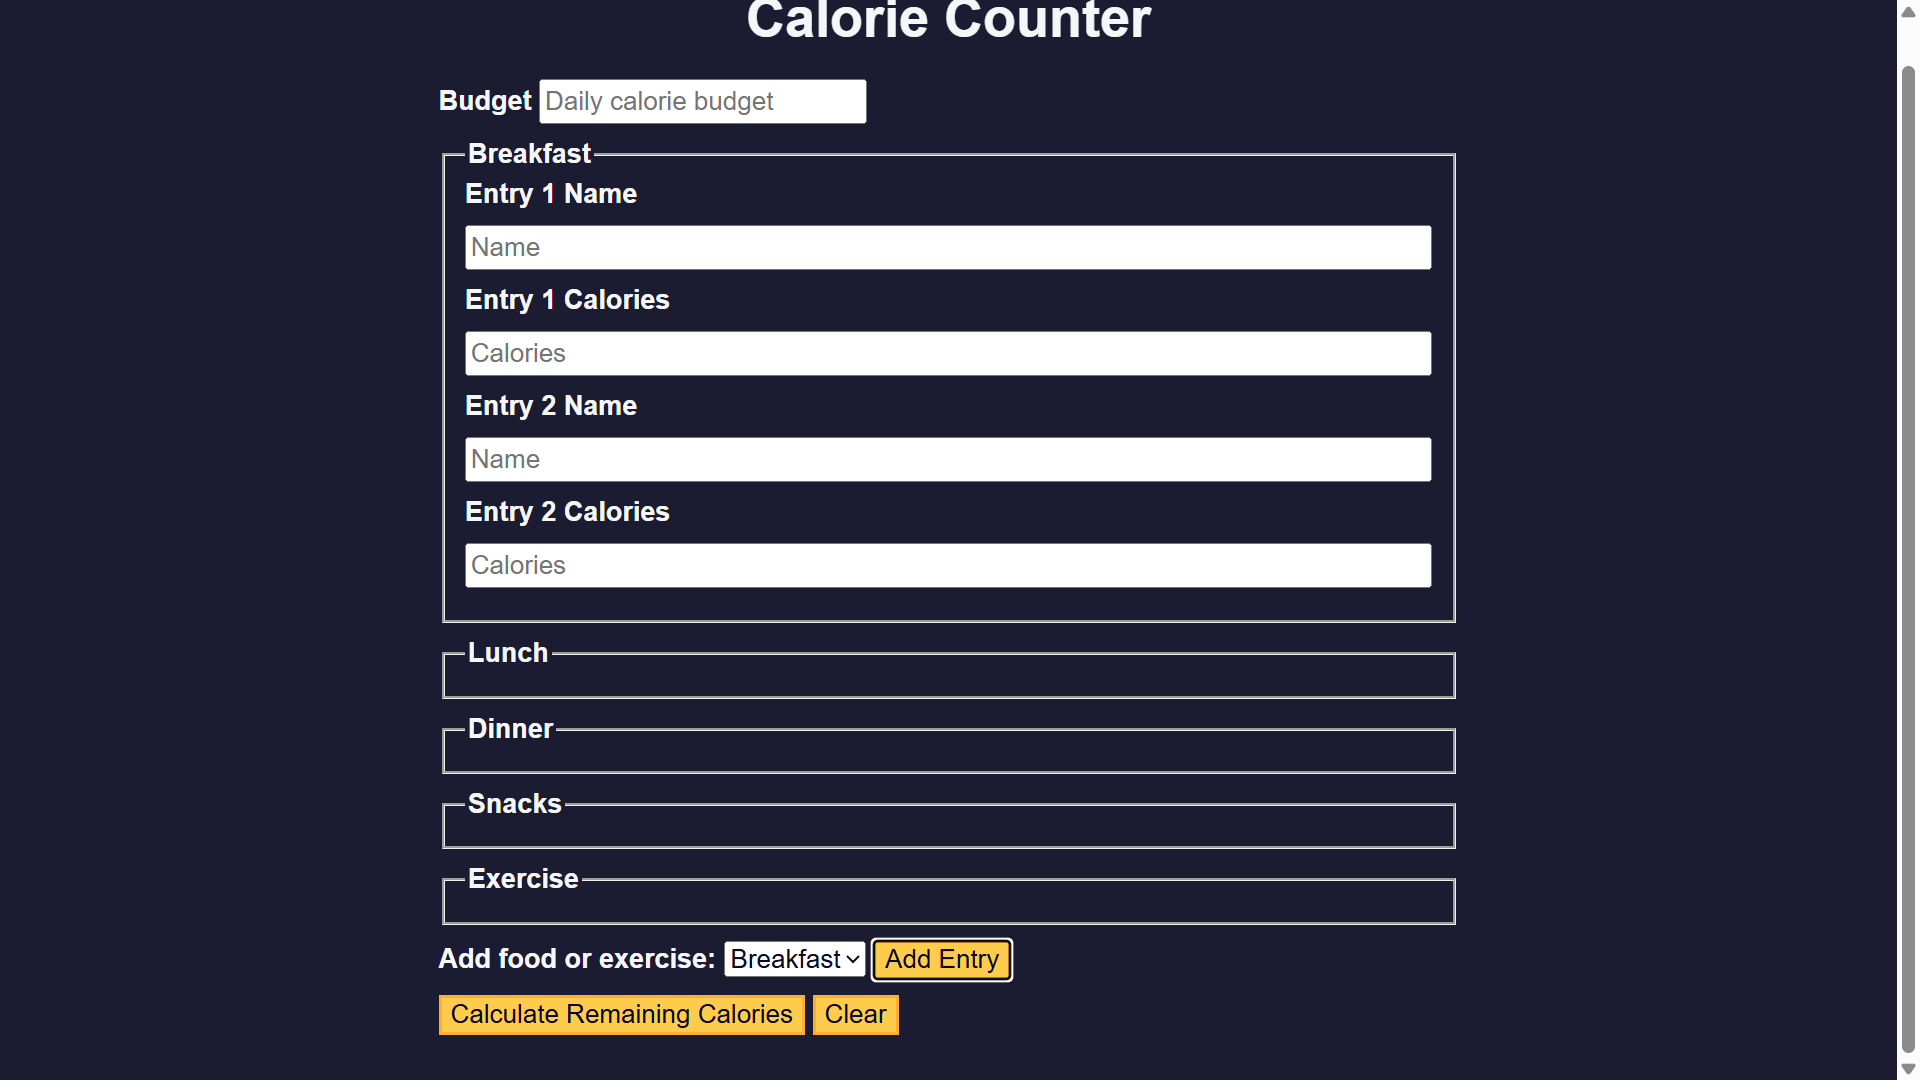 Calorie Counter
Budget Daily calorie budget
Breakfast
Entry 1 Name
Name
Entry 1 Calories
Calories
Entry 2 Name
Name
Entry 2 Calories
Calories
Lunch
Dinner
Snacks
Exercise
Add food or exercise: Breakfast Add Entry
Calculate Remaining Calories Clear